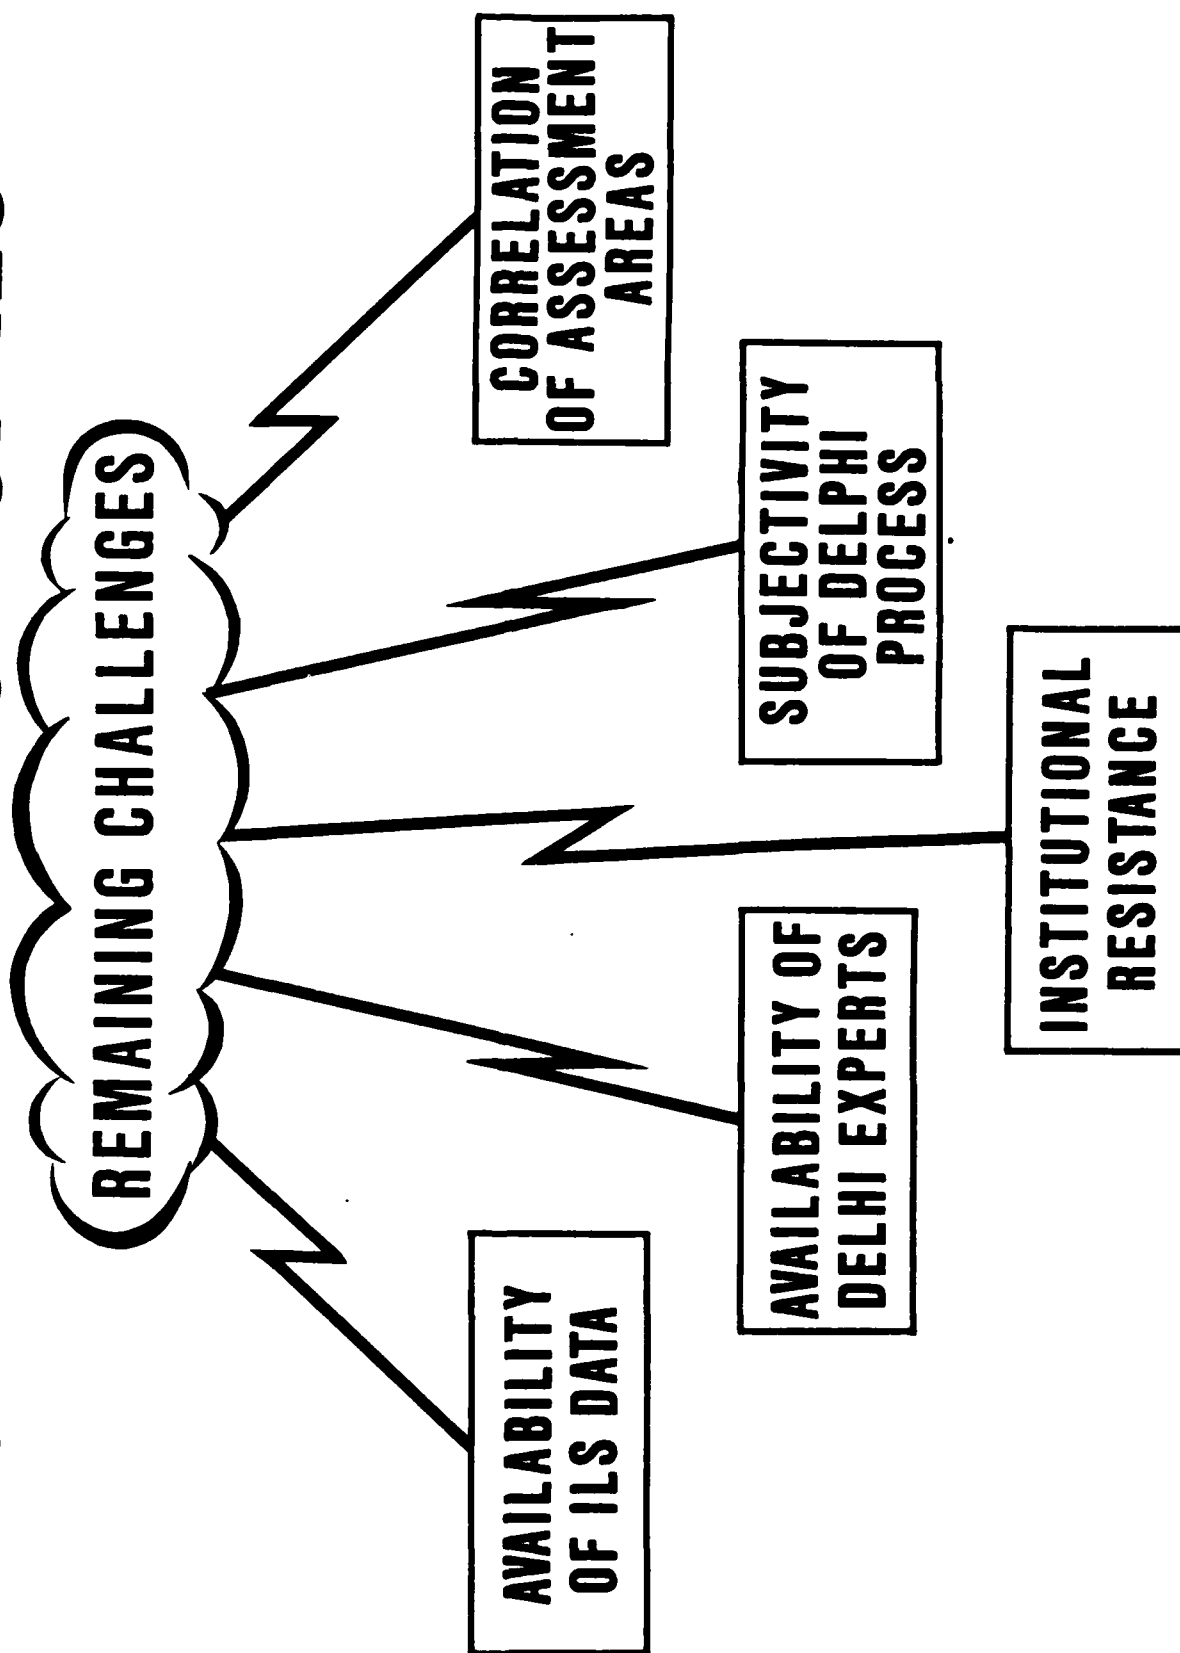 REMAINING CHALLENGES
AVAILABILITY
OF ILS DATA
AVAILABILITY OF
DELHI EXPERTS
INSTITUTIONAL
RESISTANCE
SUBJECTIVITY
OF DELPHI
PROCESS
CORRELATION
OF ASSESSMENT
AREAS